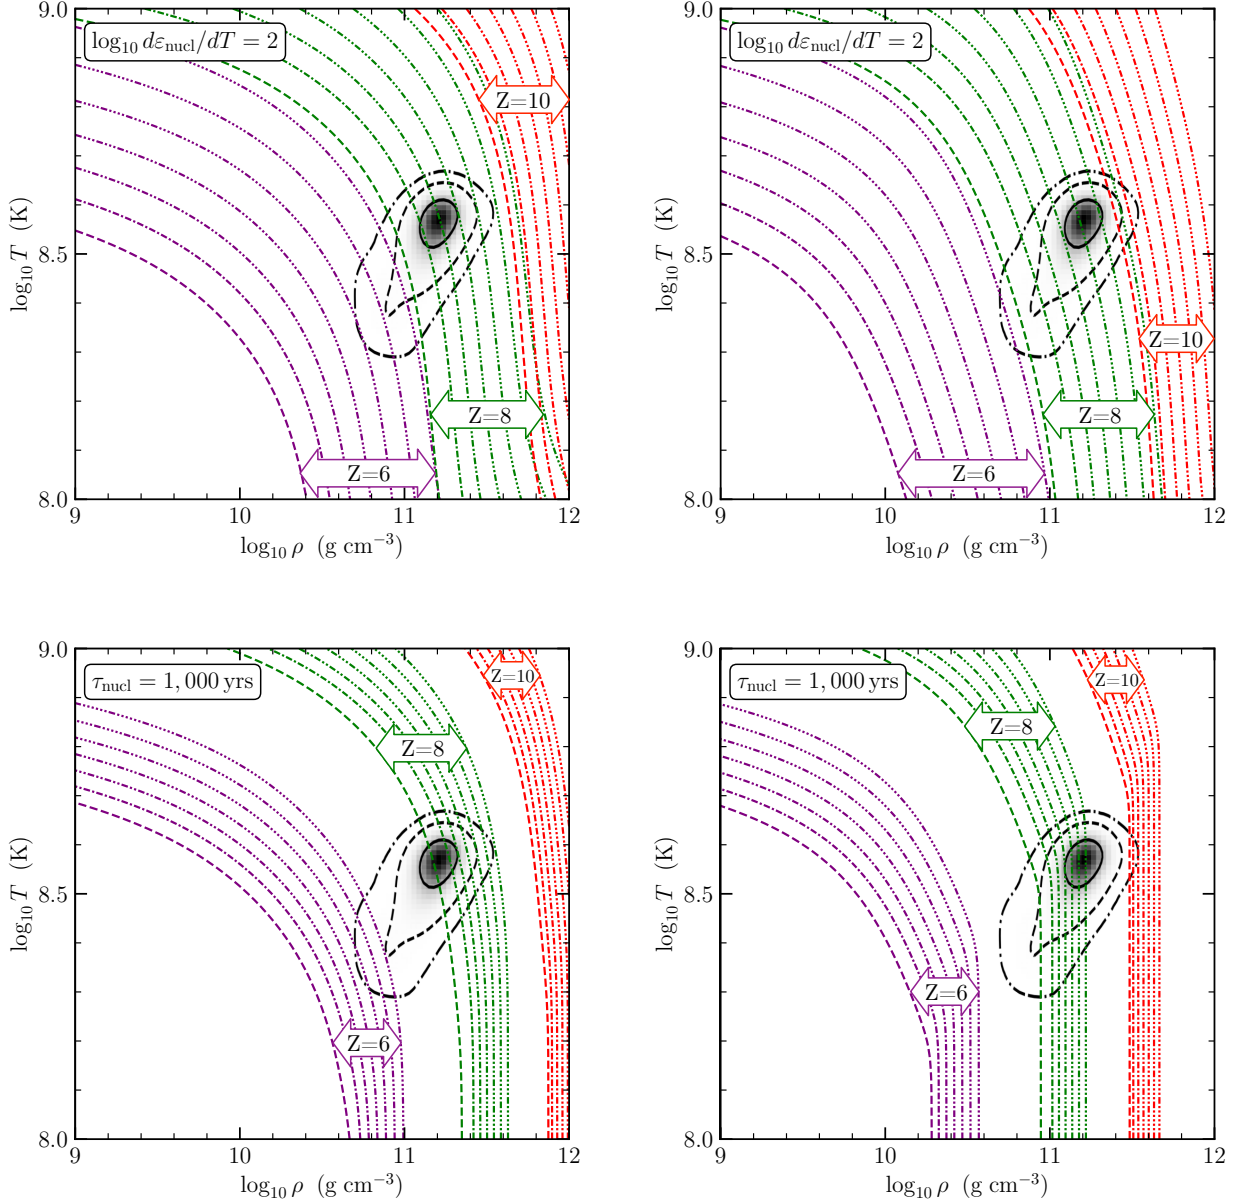 9.0
log₁₀ dε_nucl/dT = 2
Z=10
8.5
Z=8
Z=6
8.0
9 10 11 12
log₁₀ T (K)
log₁₀ ρ (g cm⁻³)
9.0
log₁₀ dε_nucl/dT = 2
8.5
Z=10
Z=8
Z=6
8.0
9 10 11 12
log₁₀ T (K)
log₁₀ ρ (g cm⁻³)
9.0
τ_nucl = 1,000 yrs
Z=10
Z=8
8.5
Z=6
8.0
9 10 11 12
log₁₀ T (K)
log₁₀ ρ (g cm⁻³)
9.0
τ_nucl = 1,000 yrs
Z=10
Z=8
8.5
Z=6
8.0
9 10 11 12
log₁₀ T (K)
log₁₀ ρ (g cm⁻³)